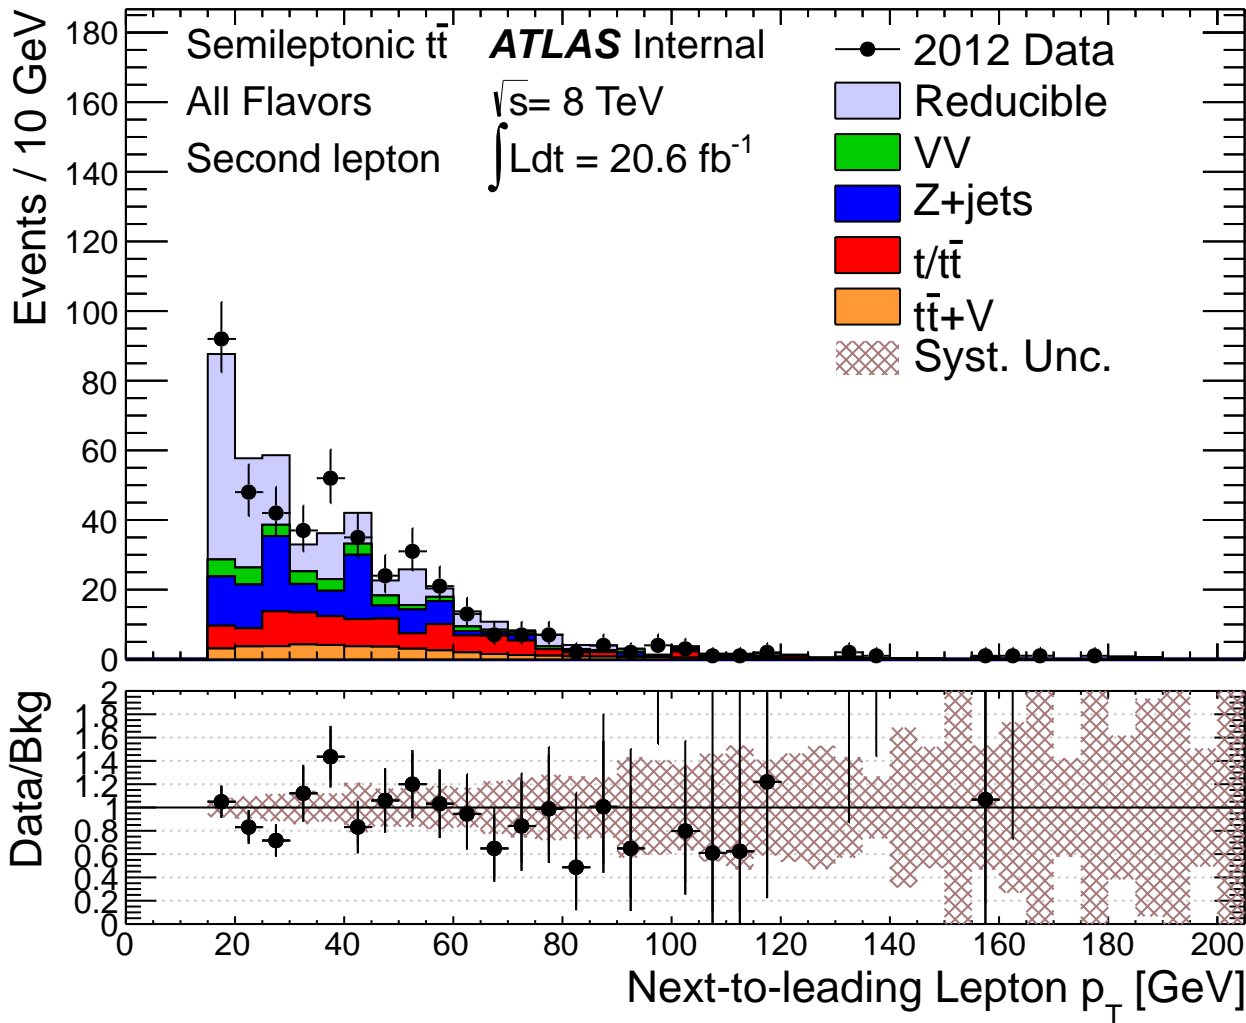 Events / 10 GeV
180
160
140
120
100
80
60
40
20
0
Semileptonic tt̄
All Flavors
Second lepton
ATLAS Internal
√s= 8 TeV
∫Ldt = 20.6 fb⁻¹
2012 Data
Reducible
VV
Z+jets
t/tt̄
tt̄+V
Syst. Unc.
Data/Bkg
2
1.8
1.6
1.4
1.2
1
0.8
0.6
0.4
0.2
0
0 20 40 60 80 100 120 140 160 180 200
Next-to-leading Lepton p_T [GeV]